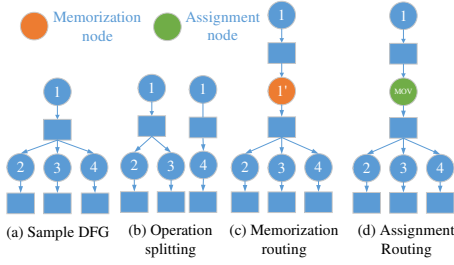 Memorization
node
Assignment
node
1
1
1
1
1
1'
MOV
2
3
4
2
3
4
2
3
4
2
3
4
(a) Sample DFG
(b) Operation
splitting
(c) Memorization
routing
(d) Assignment
Routing